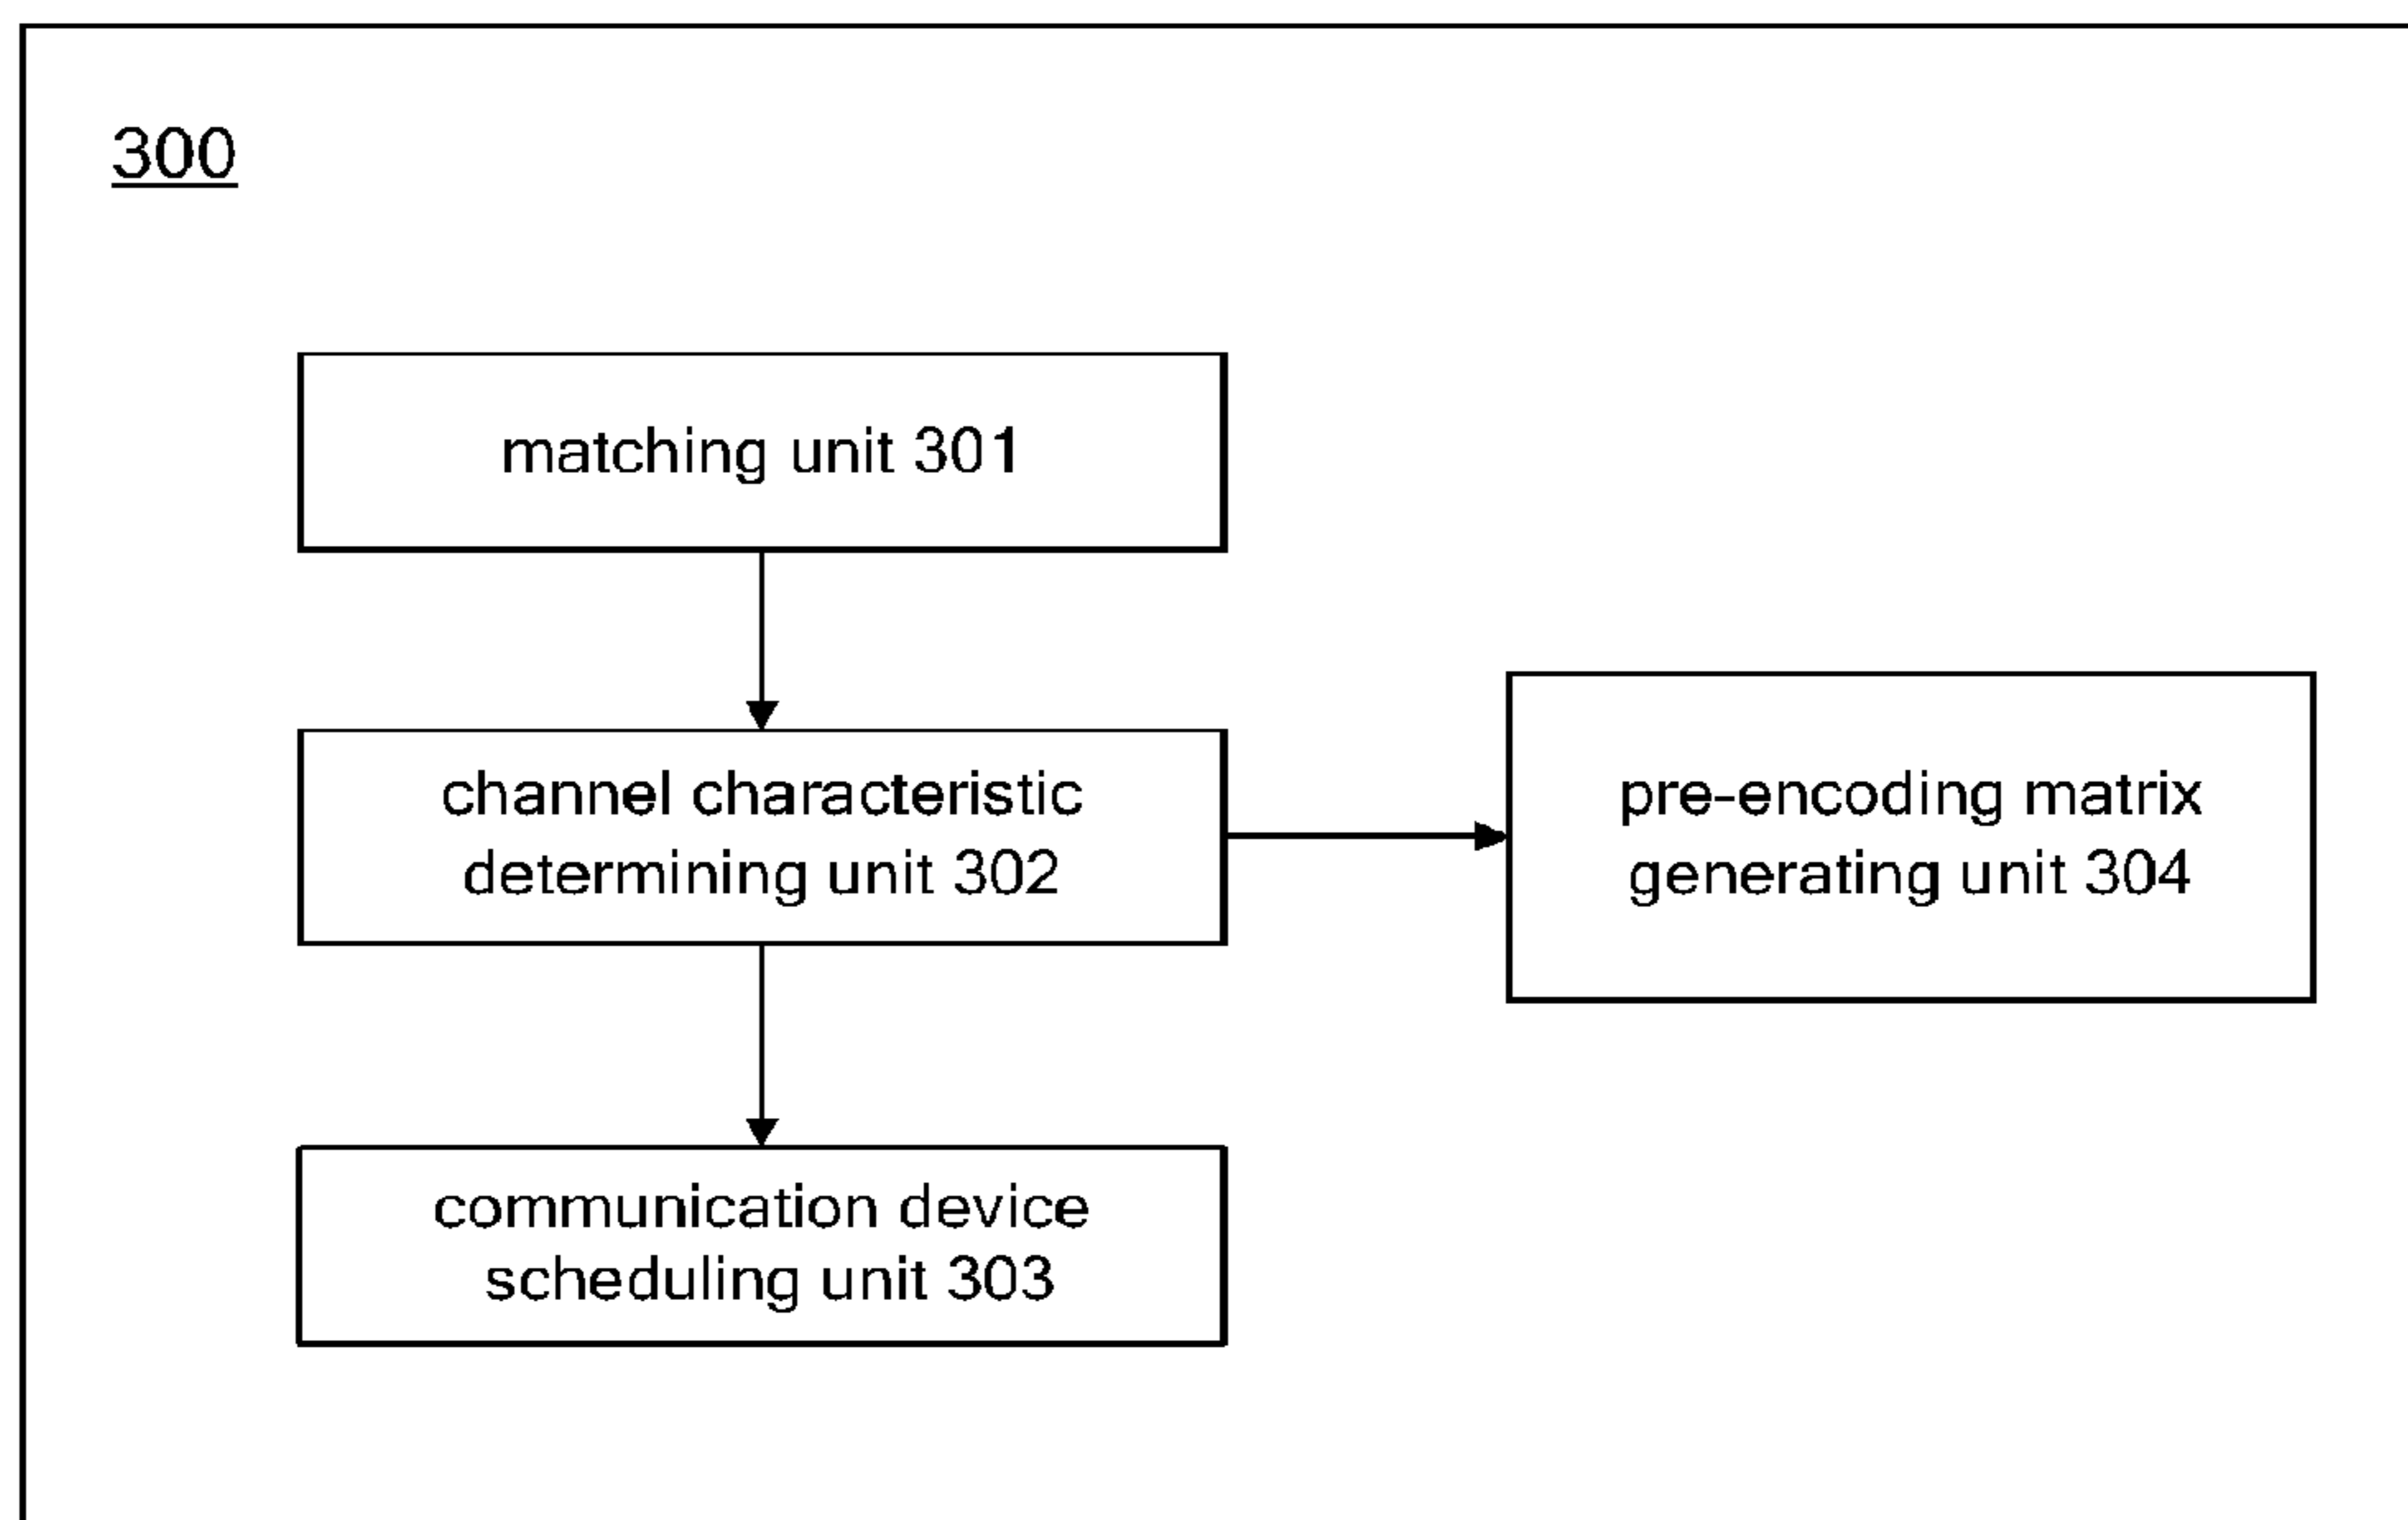 300
matching unit 301
channel characteristic
determining unit 302
pre-encoding matrix
generating unit 304
communication device
scheduling unit 303